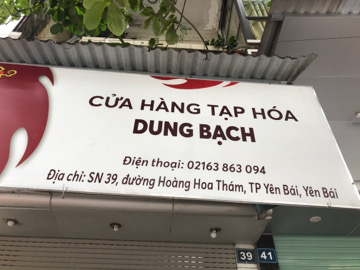 CỬA HÀNG TẠP HÓA
DUNG BẠCH
Điện thoại: 02163 863 094
Địa chỉ: SN 39, đường Hoàng Hoa Thám, TP Yên Bái, Yên Bái
39 41